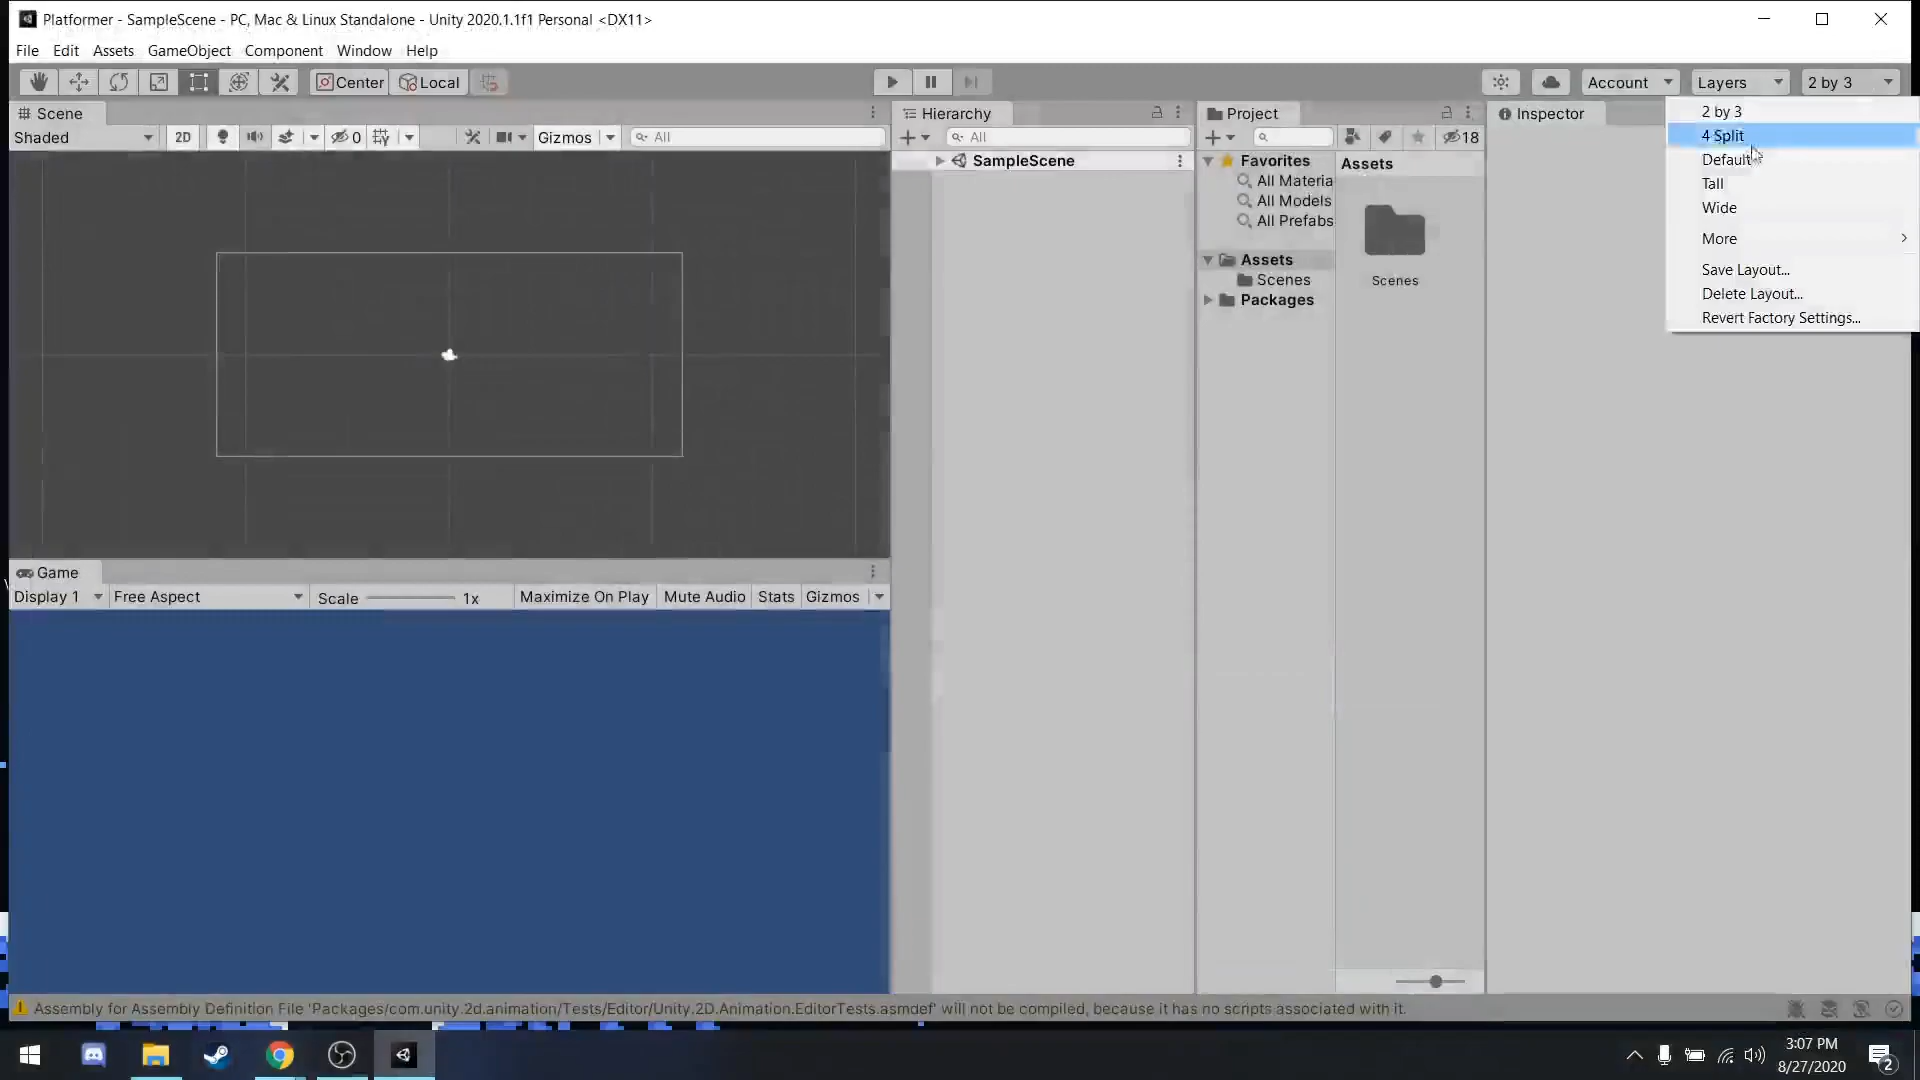 Platformer - SampleScene - PC, Mac & Linux Standalone - Unity 2020.1.1f1 Personal <DX11>
File Edit Assets GameObject Component Window Help
Center Local Account Layers 2 by 3
Scene
Shaded 2D 0 Gizmos All
Hierarchy
All
SampleScene
Project
18
Favorites
All Materia
All Models
All Prefabs
Assets
Scenes
Packages
Assets
Scenes
Inspector
2 by 3
4 Split
Default
Tall
Wide
More
Save Layout...
Delete Layout...
Revert Factory Settings...
Game
Display 1 Free Aspect Scale 1x Maximize On Play Mute Audio Stats Gizmos
Assembly for Assembly Definition File 'Packages/com.unity.2d.animation/Tests/Editor/Unity.2D.Animation.EditorTests.asmdef' will not be compiled, because it has no scripts associated with it.
3:07 PM
8/27/2020
2